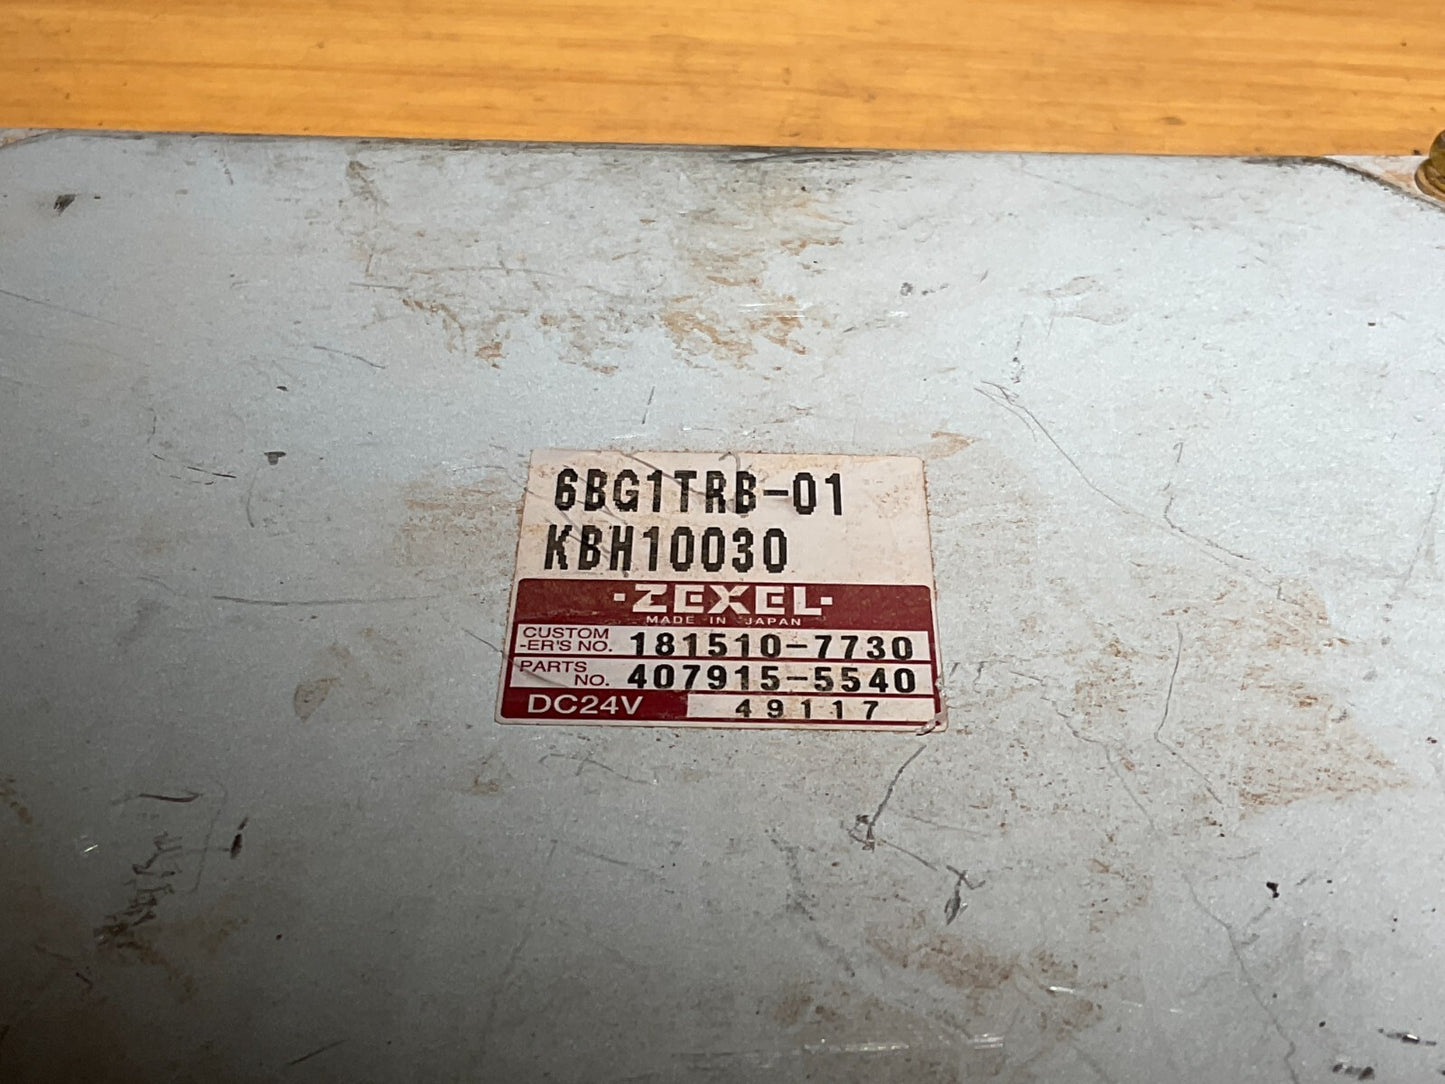 6BG1TRB-01
KBH10030
·ZEXEL·
MADE IN JAPAN
CUSTOM
-ER'S NO. 181510-7730
PARTS
NO. 407915-5540
DC24V 49117